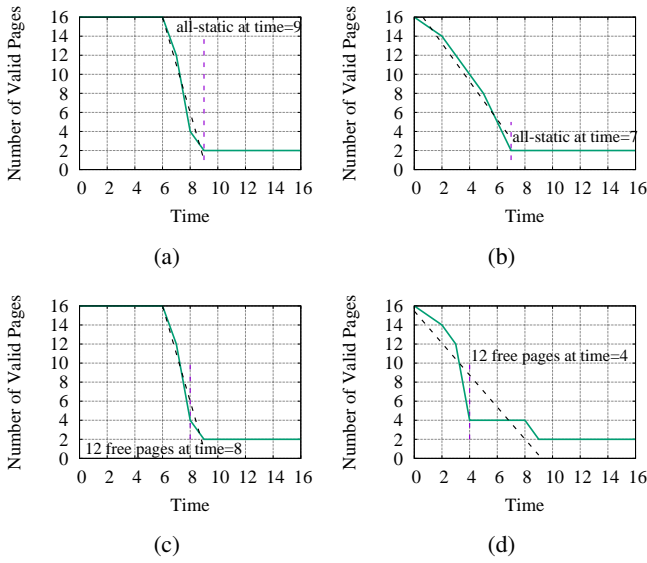 16
14
12
10
8
6
4
2
0
Number of Valid Pages
all-static at time=9
0 2 4 6 8 10 12 14 16
Time
(a)
16
14
12
10
8
6
4
2
0
Number of Valid Pages
all-static at time=7
0 2 4 6 8 10 12 14 16
Time
(b)
16
14
12
10
8
6
4
2
0
Number of Valid Pages
12 free pages at time=8
0 2 4 6 8 10 12 14 16
Time
(c)
16
14
12
10
8
6
4
2
0
Number of Valid Pages
12 free pages at time=4
0 2 4 6 8 10 12 14 16
Time
(d)